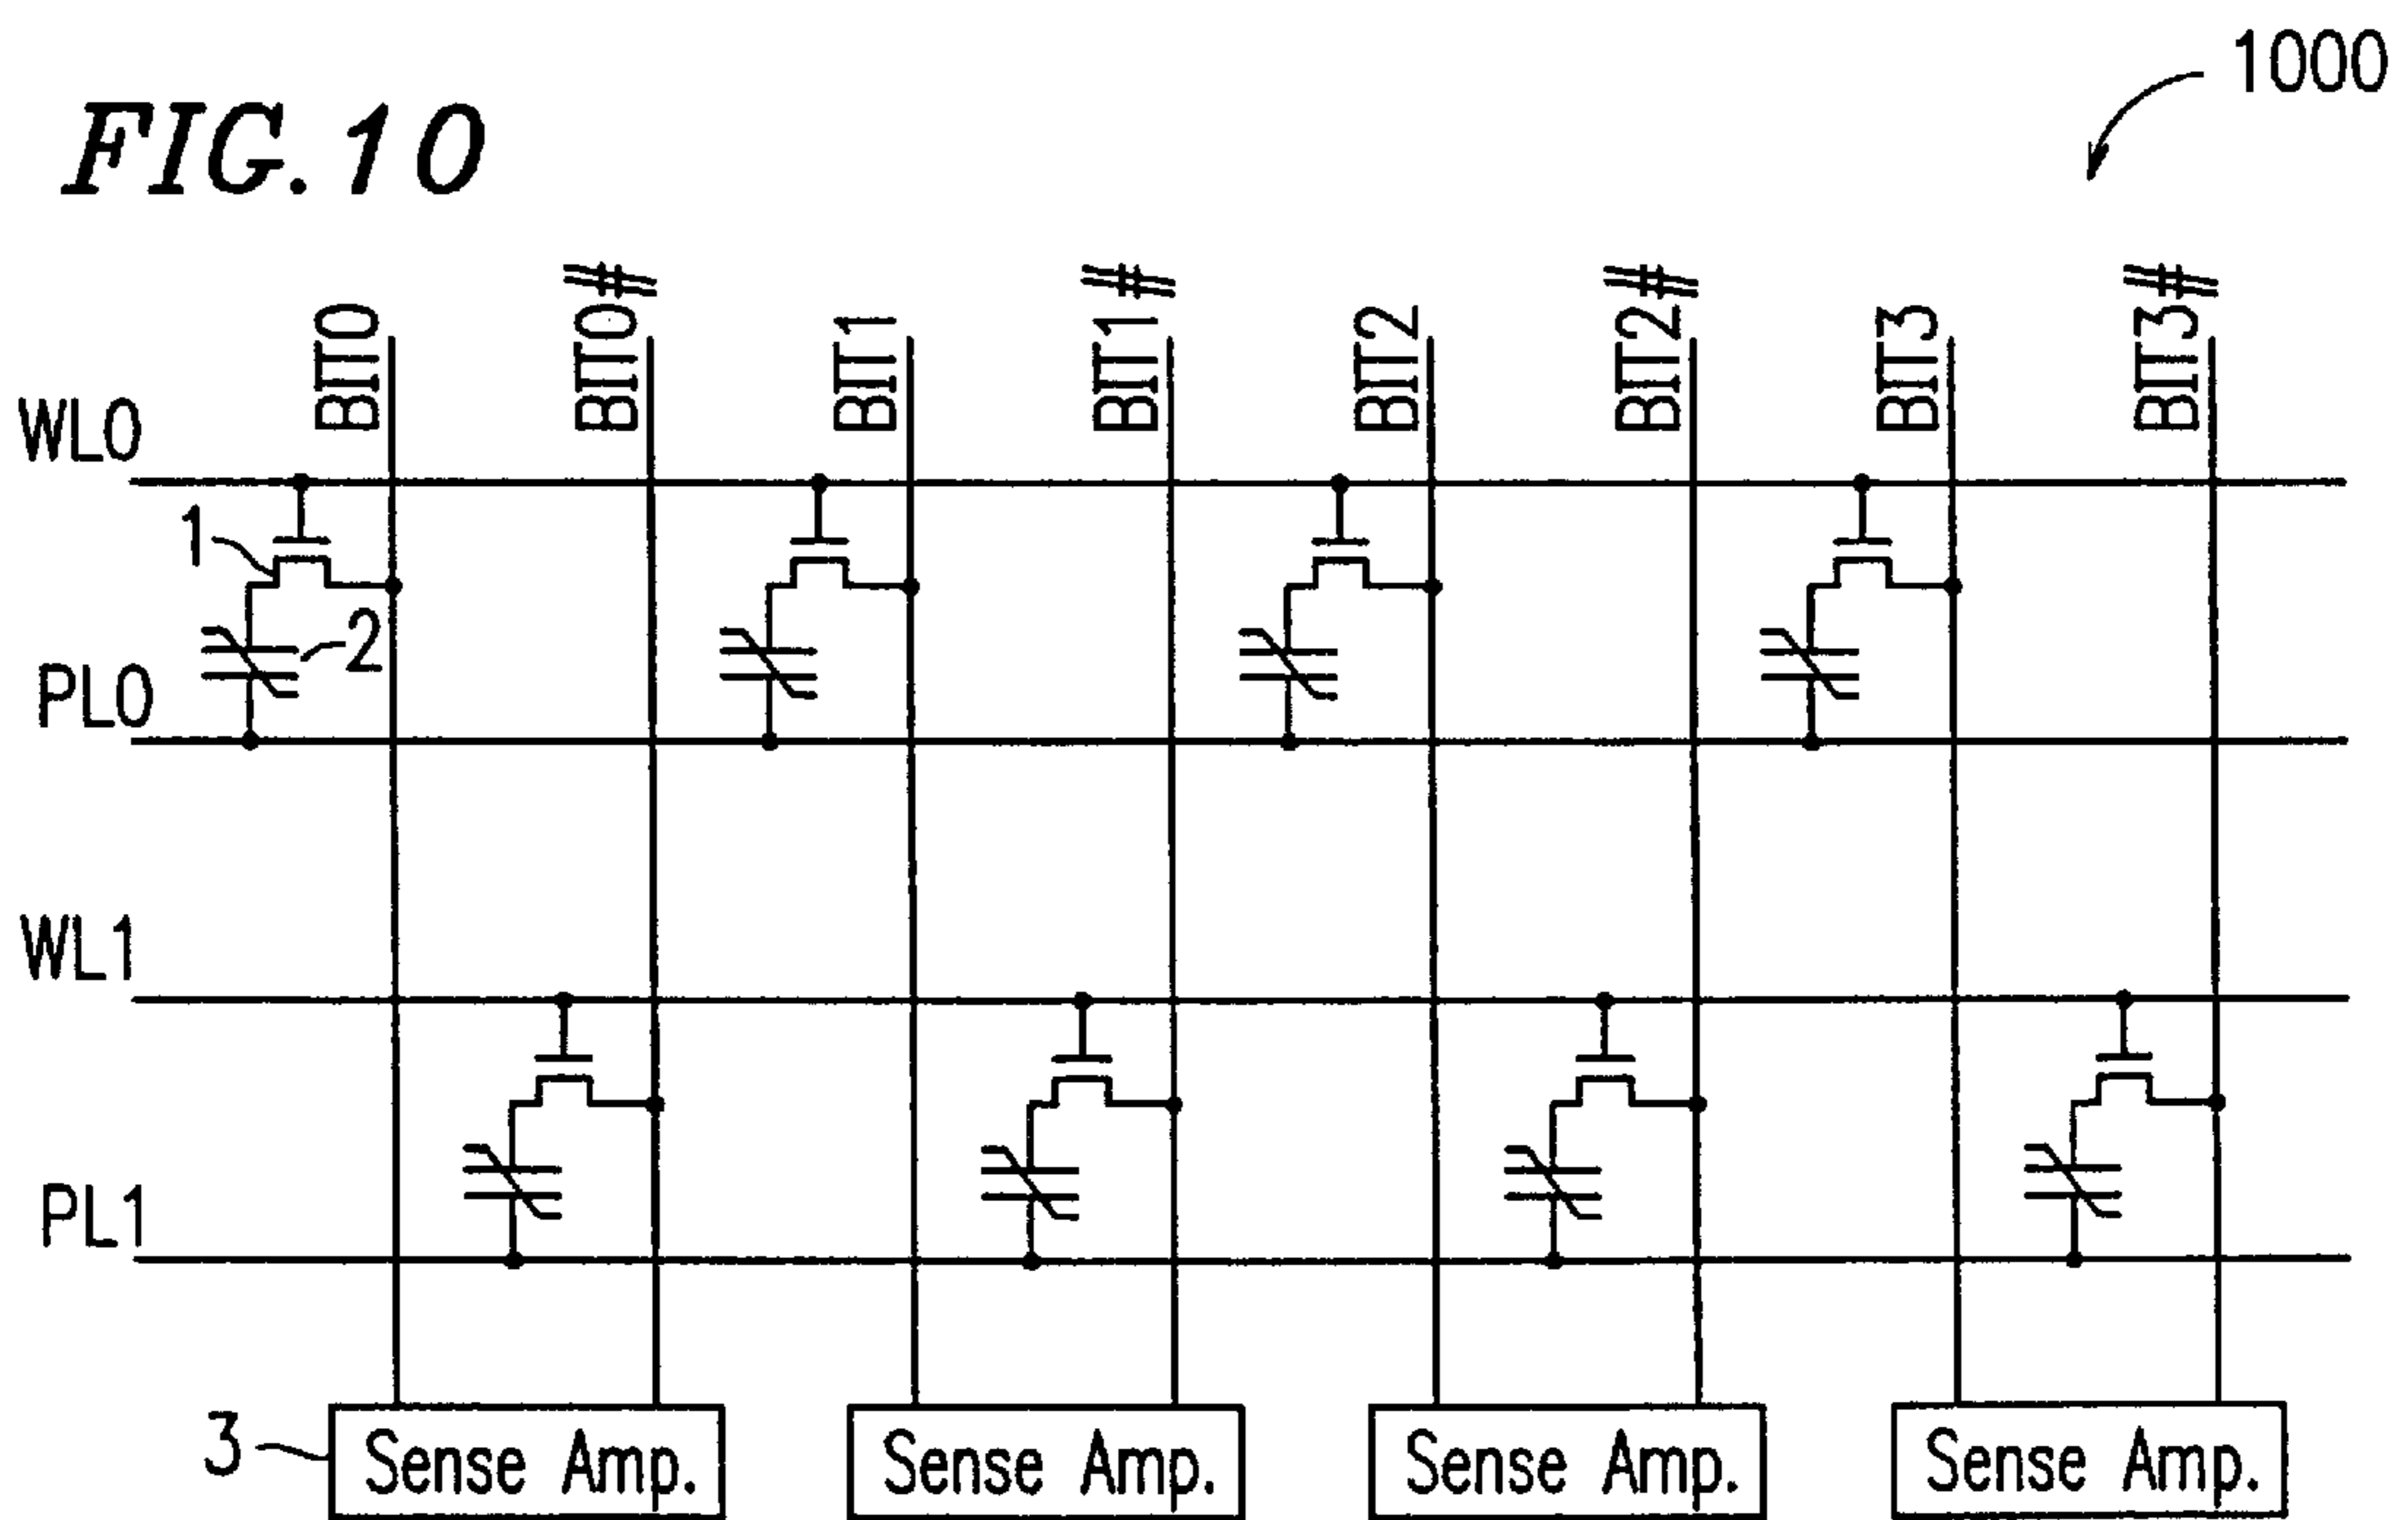 1000
FIG.10
BIT0
BIT0#
BIT1
BIT1#
BIT2
BIT2#
BIT3
BIT3#
WL0
1
2
PL0
WL1
PL1
3
Sense Amp.
Sense Amp.
Sense Amp.
Sense Amp.